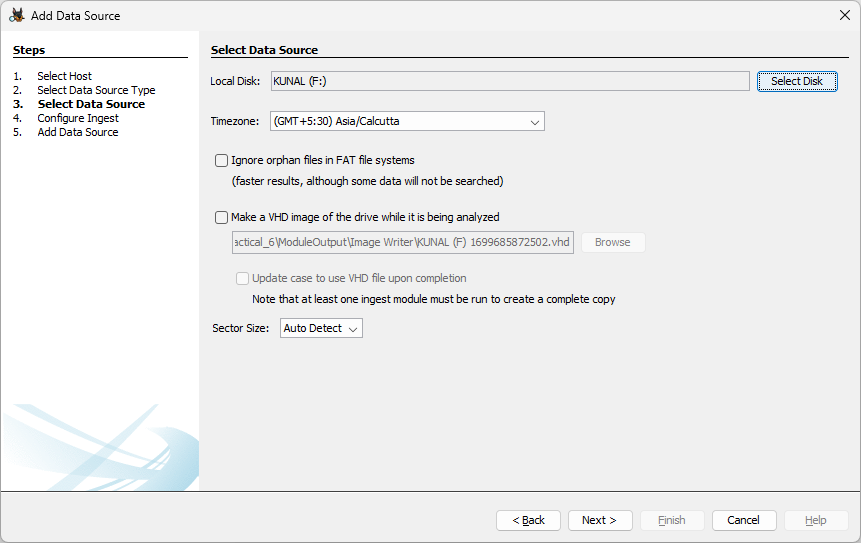 Add Data Source
Steps
1. Select Host
2. Select Data Source Type
3. Select Data Source
4. Configure Ingest
5. Add Data Source
Select Data Source
Local Disk: KUNAL (F:) Select Disk
Timezone: (GMT+5:30) Asia/Calcutta
Ignore orphan files in FAT file systems
(faster results, although some data will not be searched)
Make a VHD image of the drive while it is being analyzed
actical_6\ModuleOutput\Image Writer\KUNAL (F) 1699685872502.vhd Browse
Update case to use VHD file upon completion
Note that at least one ingest module must be run to create a complete copy
Sector Size: Auto Detect
< Back Next > Finish Cancel Help